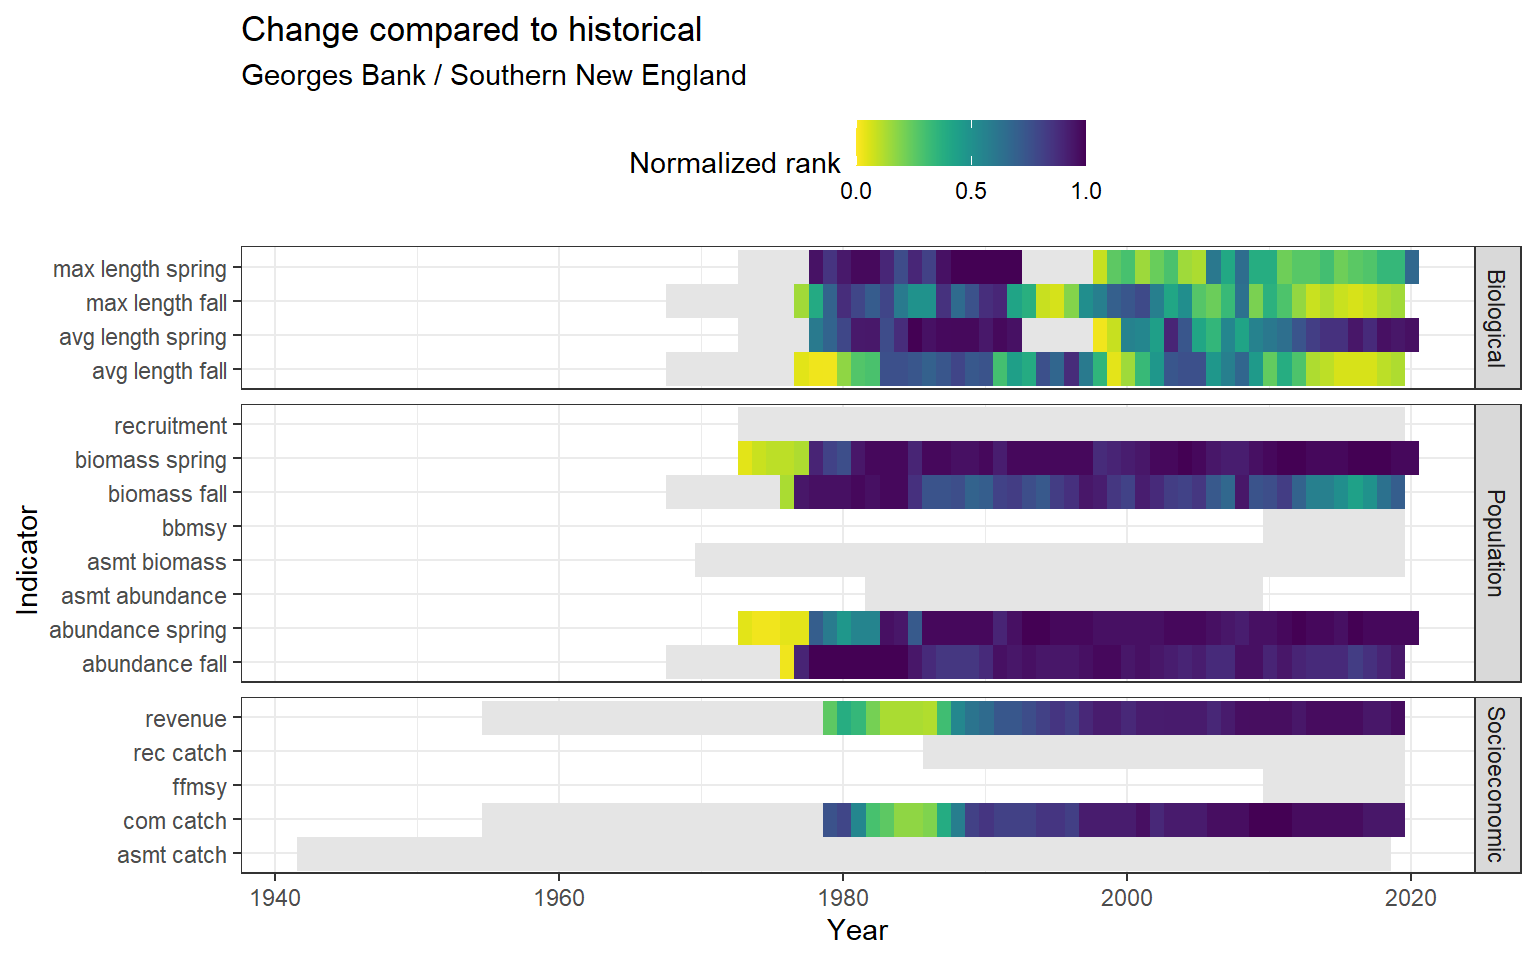 Change compared to historical
Georges Bank / Southern New England
Normalized rank
0.0 0.5 1.0
max length spring
max length fall
avg length spring
avg length fall
Biological
recruitment
biomass spring
biomass fall
bbmsy
asmt biomass
asmt abundance
abundance spring
abundance fall
Population
revenue
rec catch
ffmsy
com catch
asmt catch
Socioeconomic
Indicator
1940 1960 1980 2000 2020
Year